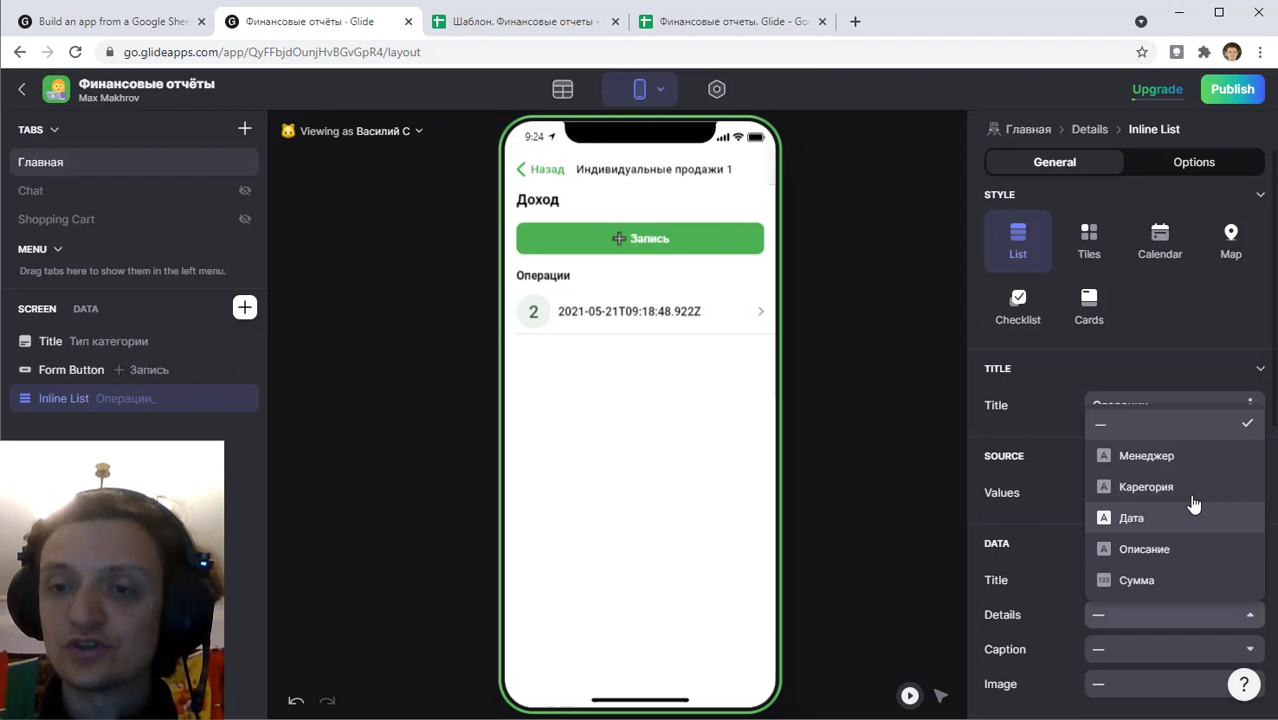 Build an app from a Google Shee
Финансовые отчёты · Glide
Шаблон. Финансовые отчеты -
Финансовые отчеты. Glide - Goo
go.glideapps.com/app/QyFFbjdOunjHvBGvGpR4/layout
Финансовые отчёты
Max Makhrov
Upgrade
Publish
TABS
Главная
Chat
Shopping Cart
MENU
Drag tabs here to show them in the left menu.
SCREEN
DATA
Title Тип категории
Form Button + Запись
Inline List Операции_
Viewing as Василий С
9:24
Назад
Индивидуальные продажи 1
Доход
+ Запись
Операции
2
2021-05-21T09:18:48.922Z
Главная > Details > Inline List
General
Options
STYLE
List
Tiles
Calendar
Map
Checklist
Cards
TITLE
Title
Операции
SOURCE
Values
DATA
Title
—
A Менеджер
A Карегория
A Дата
A Описание
123 Сумма
Details —
Caption —
Image —
?